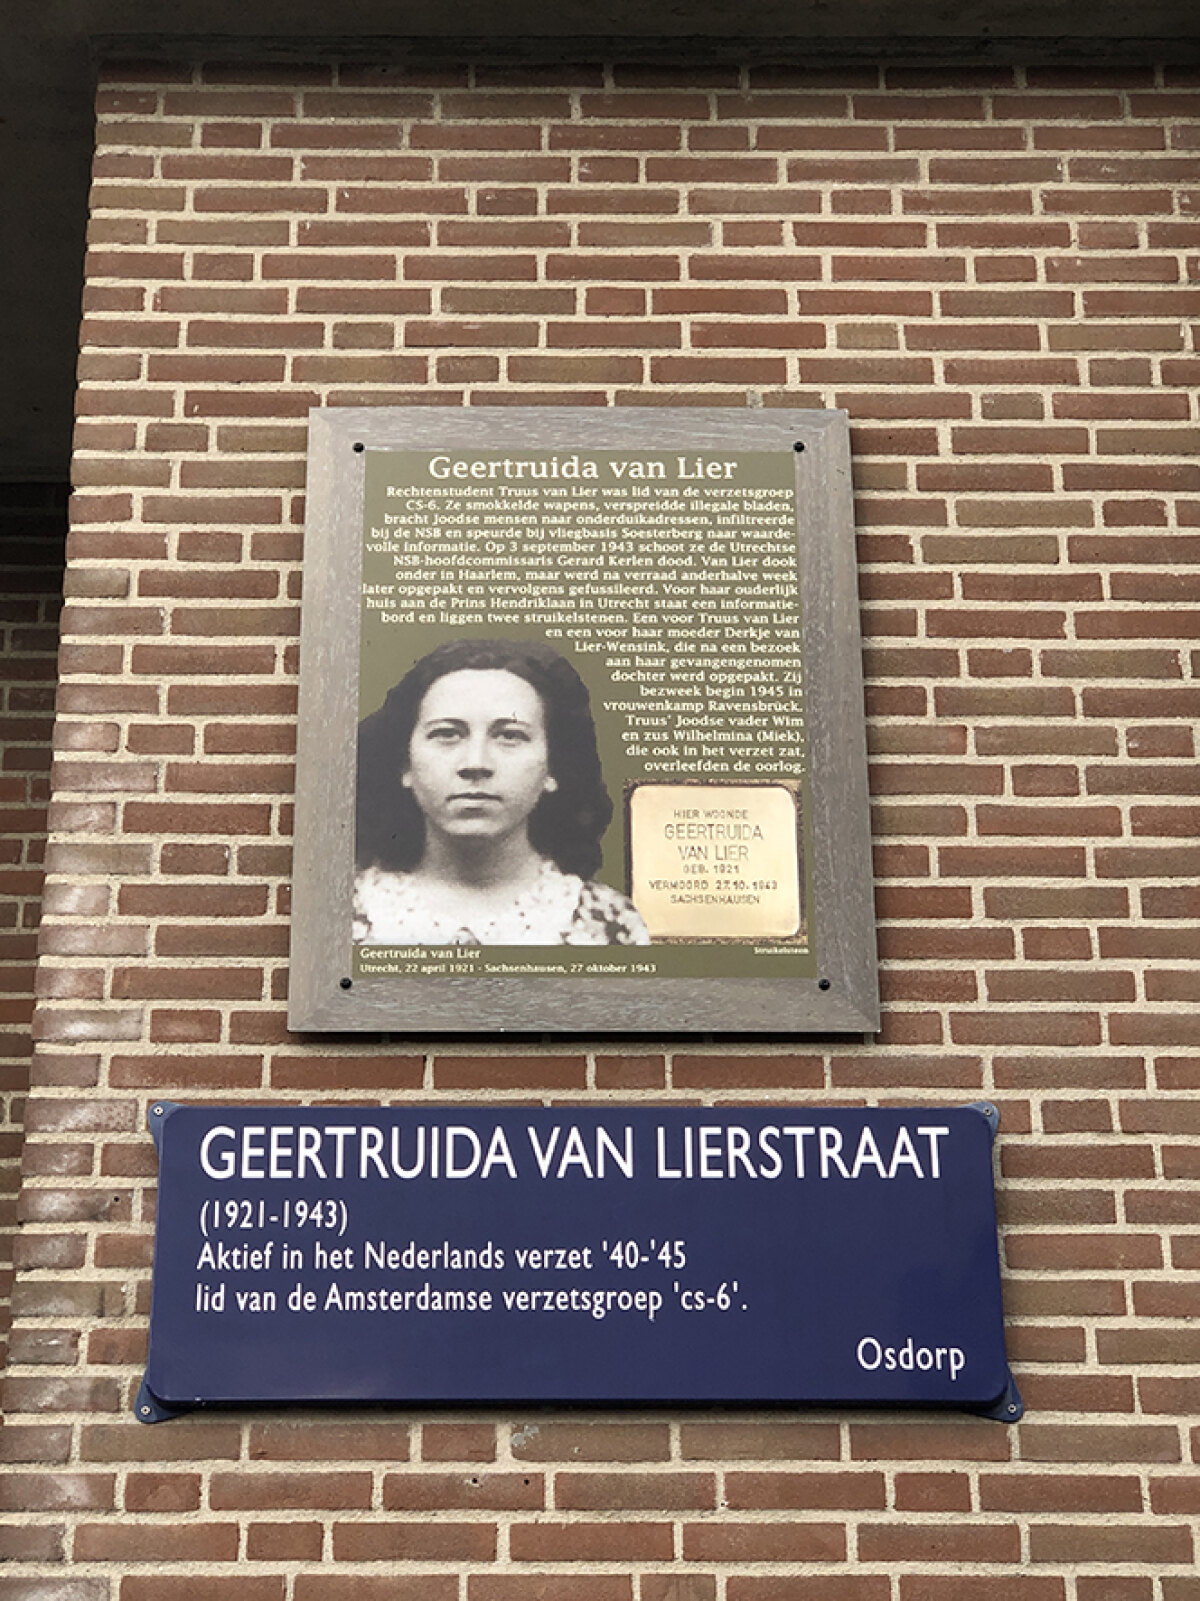 Geertruida van Lier
Rechtenstudent Truus van Lier was lid van de verzetsgroep
CS-6. Ze smokkelde wapens, verspreidde illegale bladen,
bracht Joodse mensen naar onderduikadressen, infiltreerde
bij de NSB en speurde bij vliegbasis Soesterberg naar waarde-
volle informatie. Op 3 september 1943 schoot ze de Utrechtse
NSB-hoofdcommissaris Gerard Kerlen dood. Van Lier dook
onder in Haarlem, maar werd na verraad anderhalve week
later opgepakt en vervolgens gefussileerd. Voor haar ouderlijk
huis aan de Prins Hendriklaan in Utrecht staat een informatie-
bord en liggen twee struikelstenen. Een voor Truus van Lier
en een voor haar moeder Derkje van
Lier-Wensink, die na een bezoek
aan haar gevangengenomen
dochter werd opgepakt. Zij
bezweek begin 1945 in
vrouwenkamp Ravensbrück.
Truus' Joodse vader Wim
en zus Wilhelmina (Miek),
die ook in het verzet zat,
overleefden de oorlog.
HIER WOONDE
GEERTRUIDA
VAN LIER
GEB. 1921
VERMOORD 27.10.1943
SACHSENHAUSEN
Geertruida van Lier
Struikelsteen
Utrecht, 22 april 1921 - Sachsenhausen, 27 oktober 1943
GEERTRUIDA VAN LIERSTRAAT
(1921-1943)
Aktief in het Nederlands verzet '40-'45
lid van de Amsterdamse verzetsgroep 'cs-6'.
Osdorp